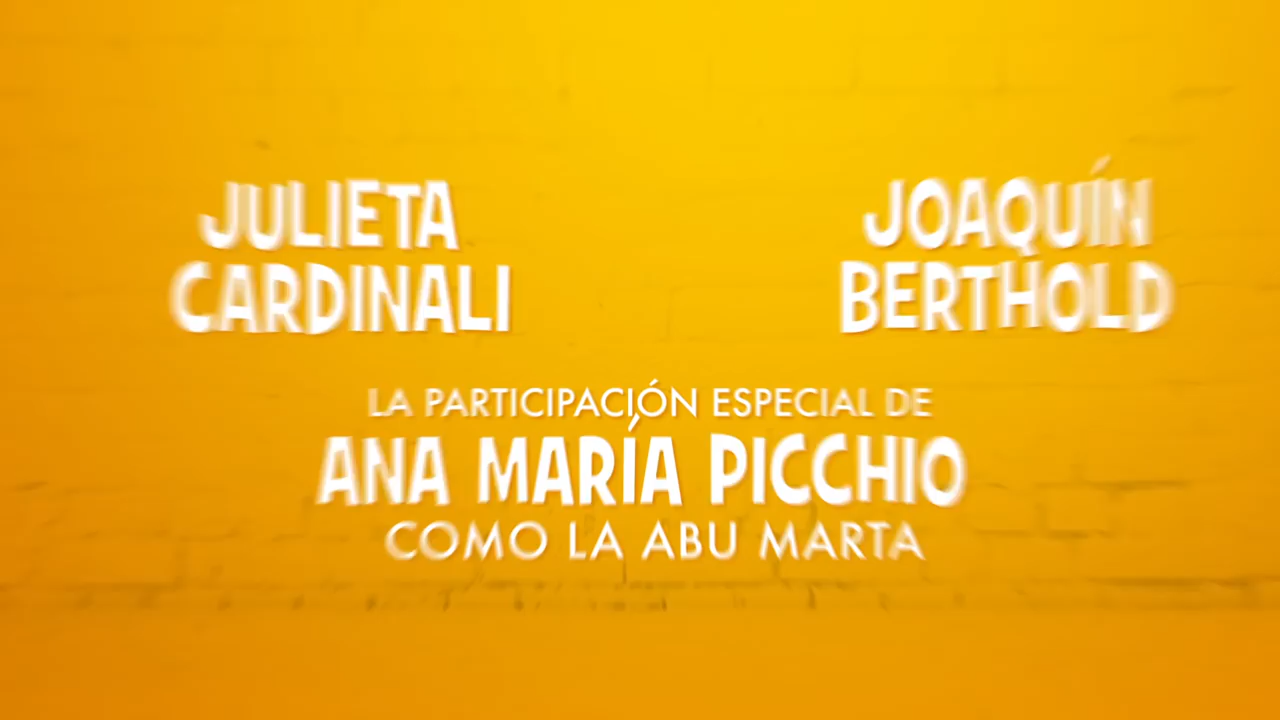 JULIETA
CARDINALI
JOAQUÍN
BERTHOLD
LA PARTICIPACIÓN ESPECIAL DE
ANA MARÍA PICCHIO
COMO LA ABU MARTA